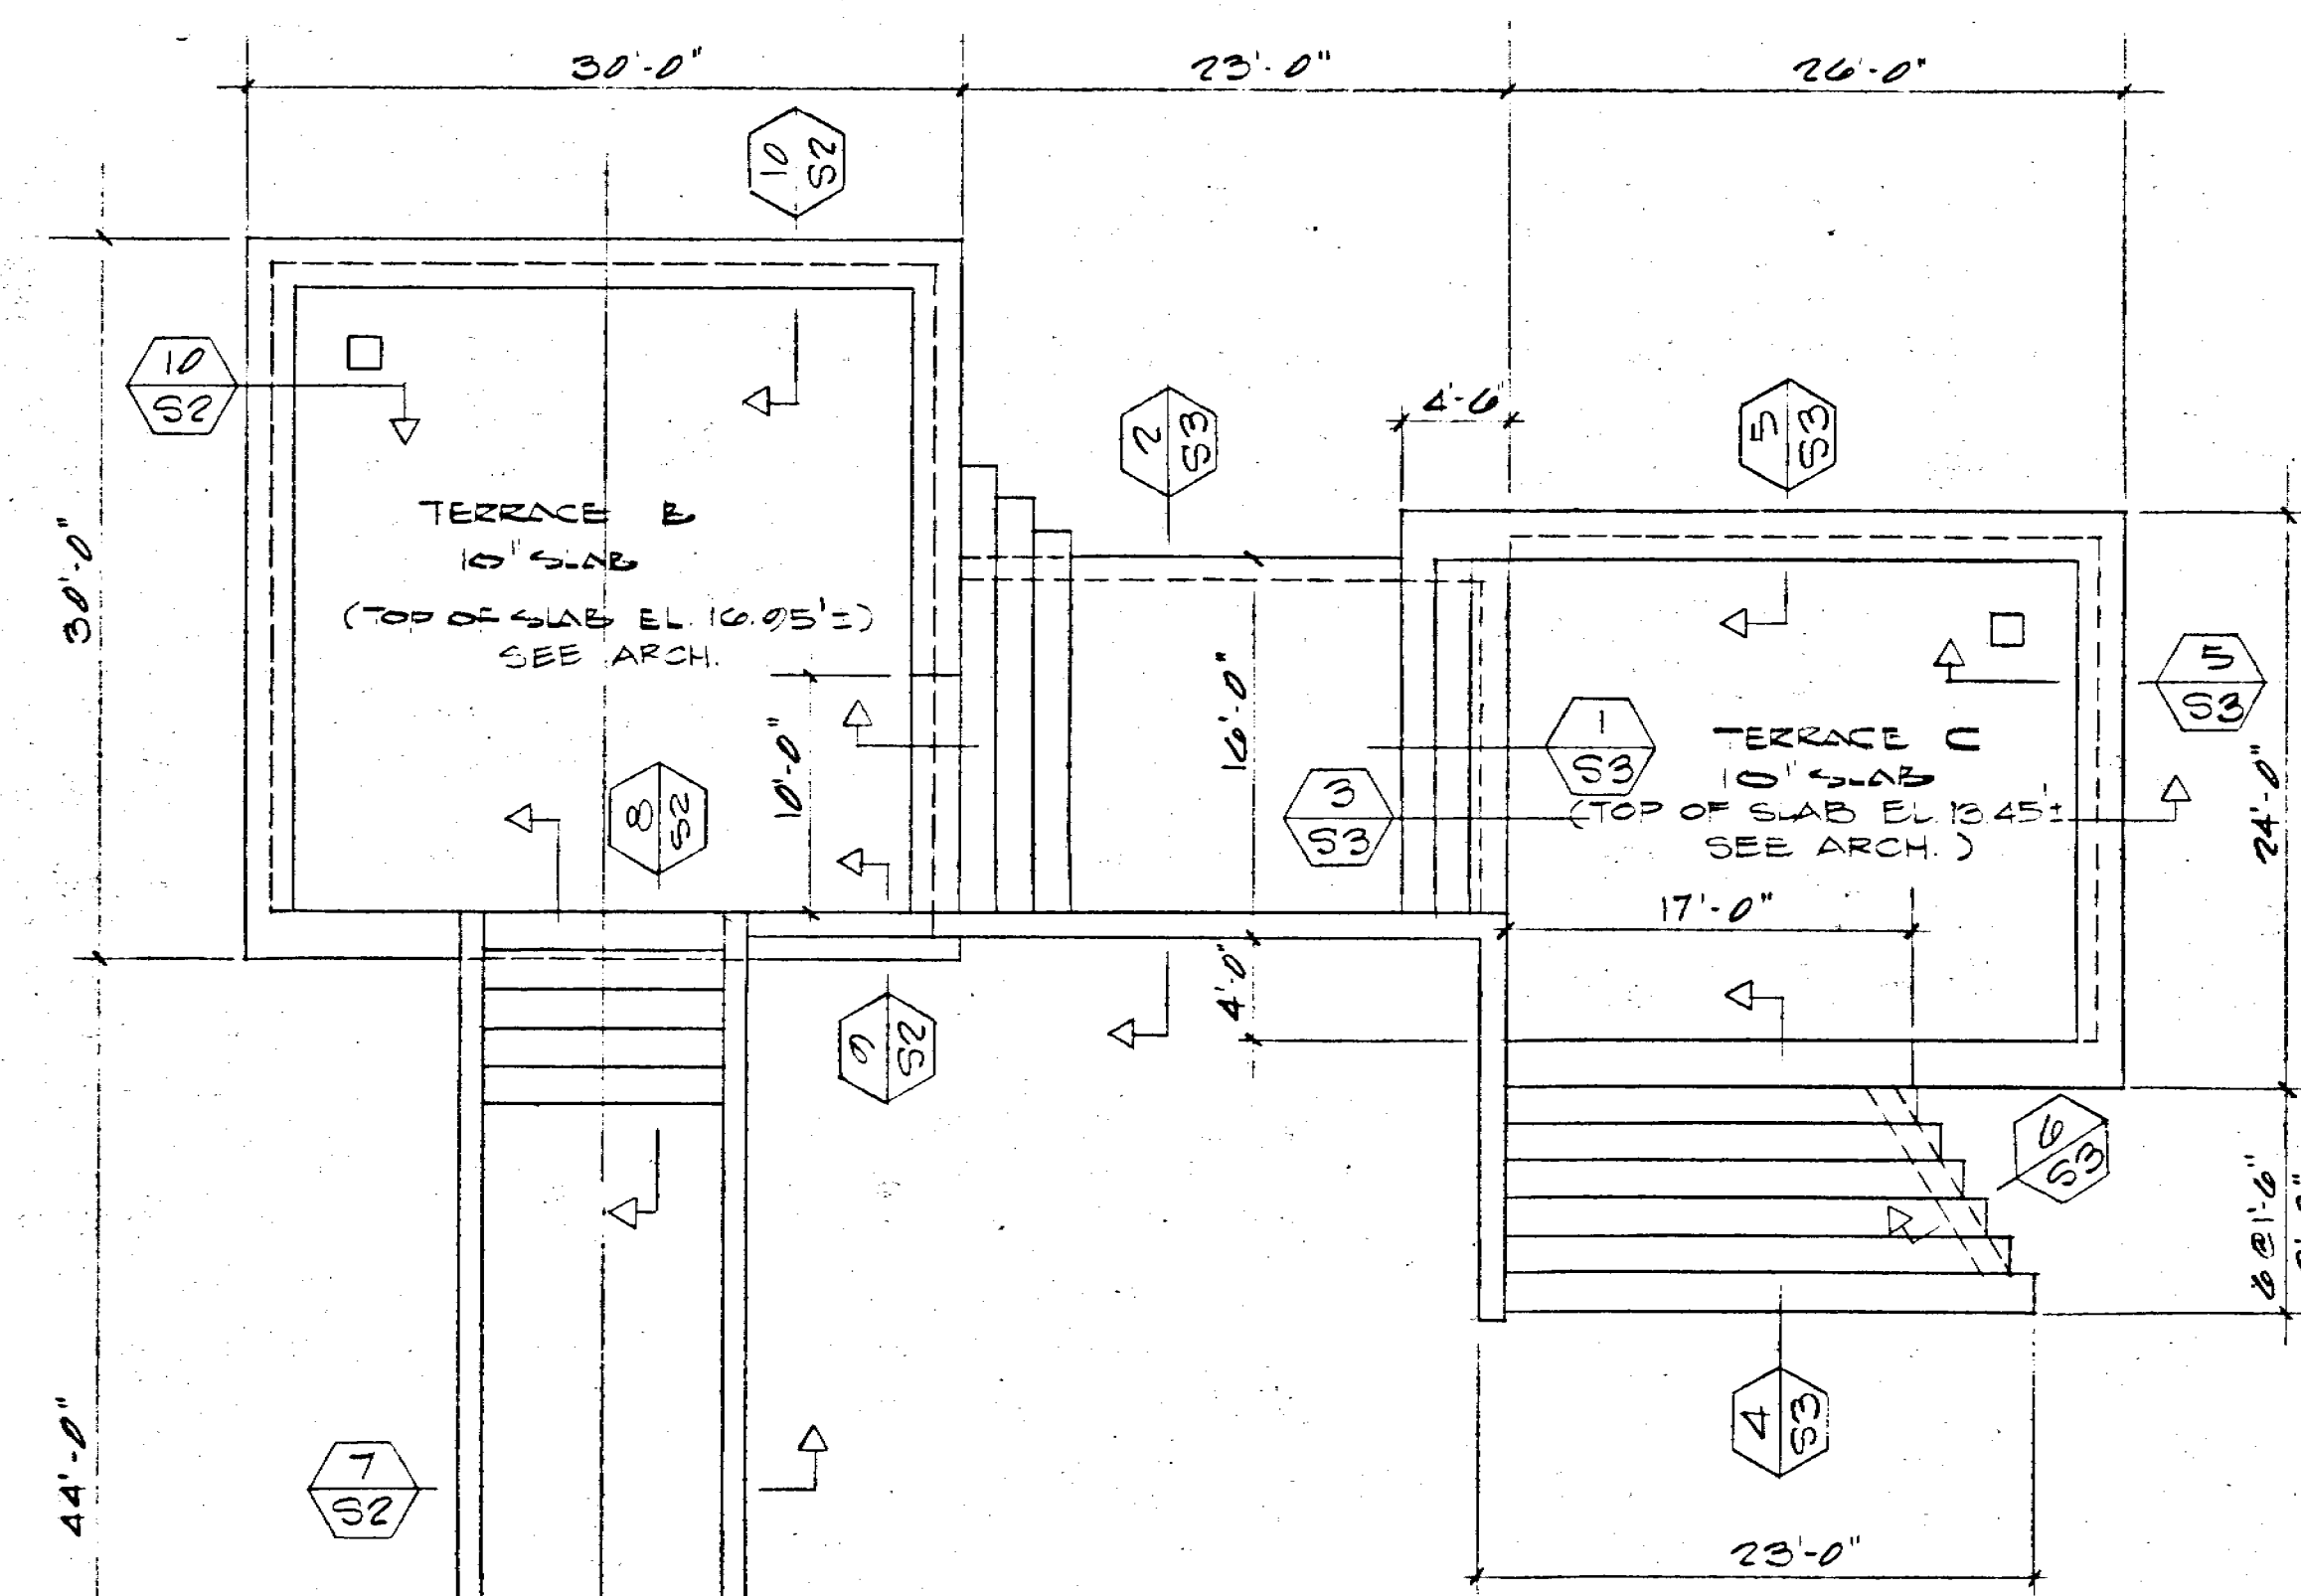 30'-0"
23'-0"
26'-0"
10
S2
10
S2
4'-6"
2
S3
5
S3
TERRACE B
10" SLAB
(TOP OF SLAB EL. 16.95'±)
SEE ARCH.
30'-0"
16'-0"
10'-0"
8
S2
1
S3
3
S3
5
S3
TERRACE C
10" SLAB
(TOP OF SLAB EL. 13.45'±
SEE ARCH.)
24'-0"
17'-0"
4'-0"
9
S2
6
S3
6@1'-6"
44'-0"
7
S2
4
S3
23'-0"